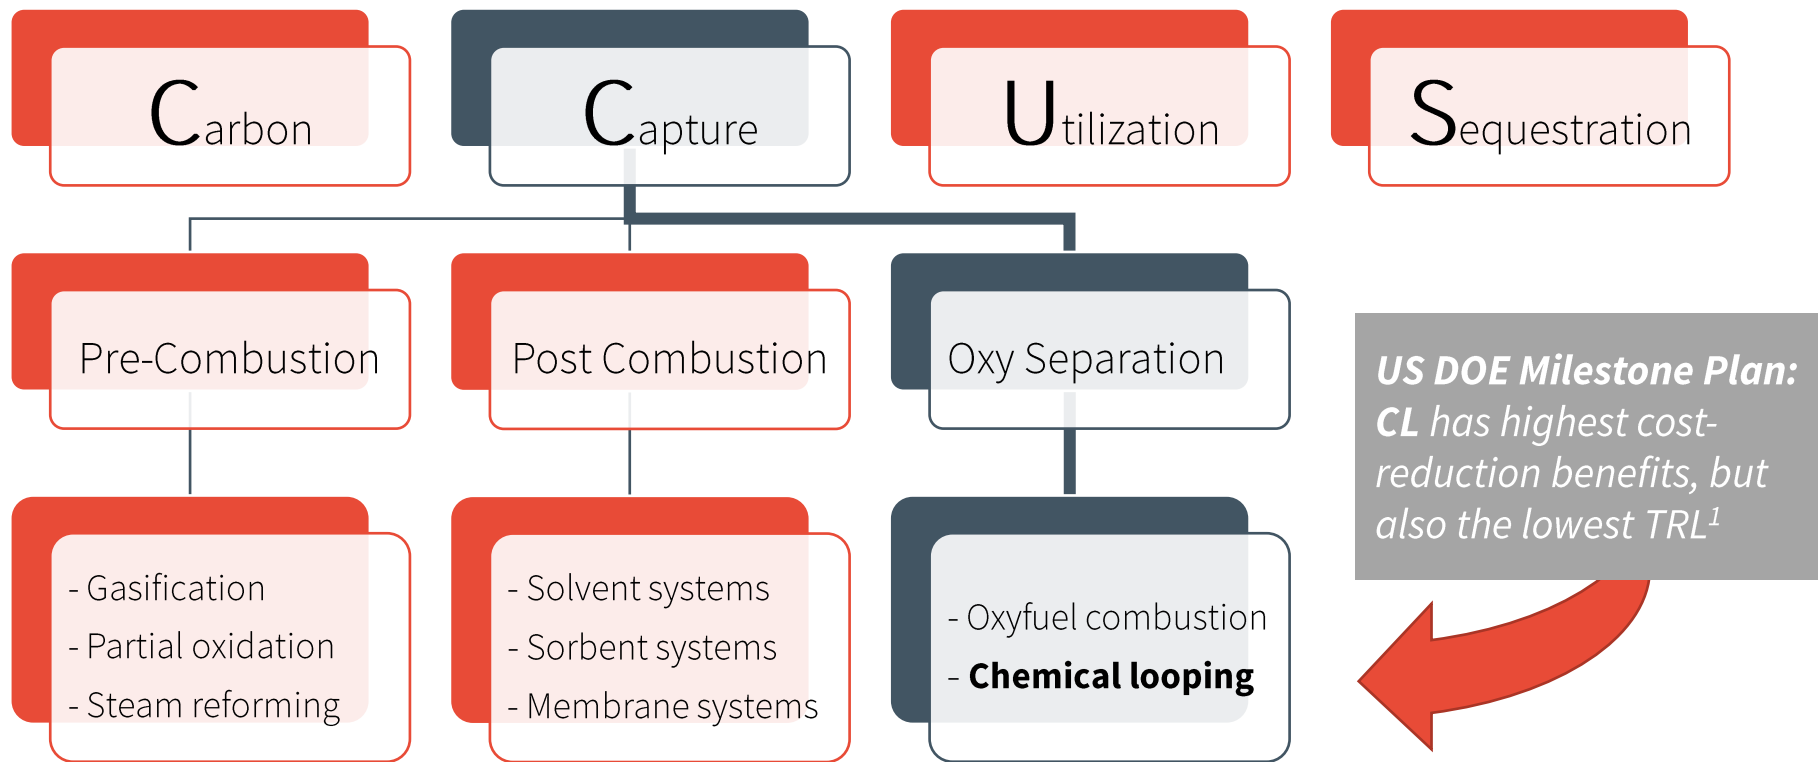 Carbon
Capture
Utilization
Sequestration
Pre-Combustion
Post Combustion
Oxy Separation
US DOE Milestone Plan:
CL has highest cost-
reduction benefits, but
also the lowest TRL¹
- Gasification
- Partial oxidation
- Steam reforming
- Solvent systems
- Sorbent systems
- Membrane systems
- Oxyfuel combustion
- Chemical looping